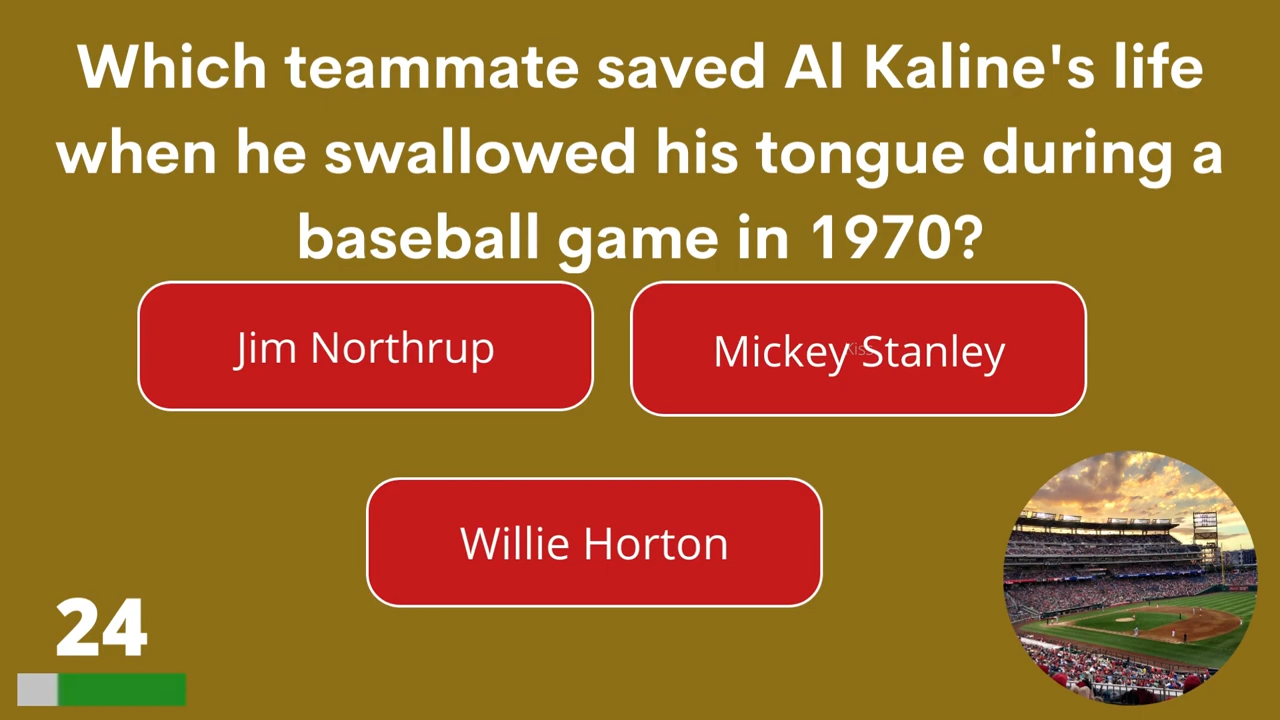 Which teammate saved Al Kaline's life
when he swallowed his tongue during a
baseball game in 1970?
Jim Northrup
Mickey Stanley
Willie Horton
24